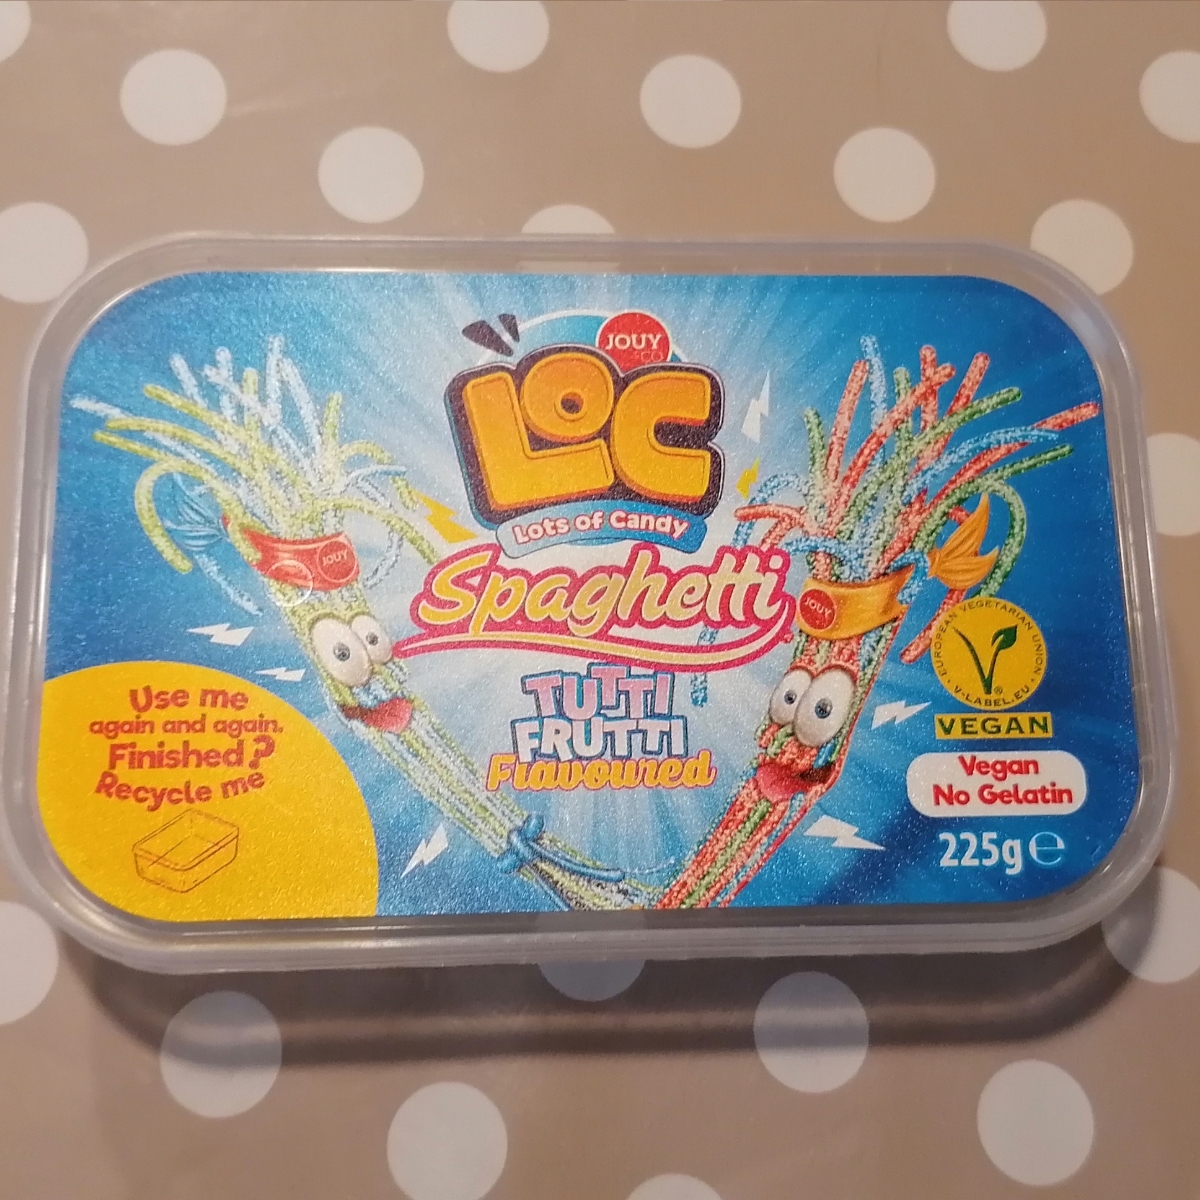 JOUY
&CO
LOC
Lots of Candy
Spaghetti
TUTTI
FRUTTI
Flavoured
JOUY
JOUY
Use me
again and again.
Finished?
Recycle me
EUROPEAN VEGETARIAN UNION
V-LABEL.EU
®
VEGAN
Vegan
No Gelatin
225g e